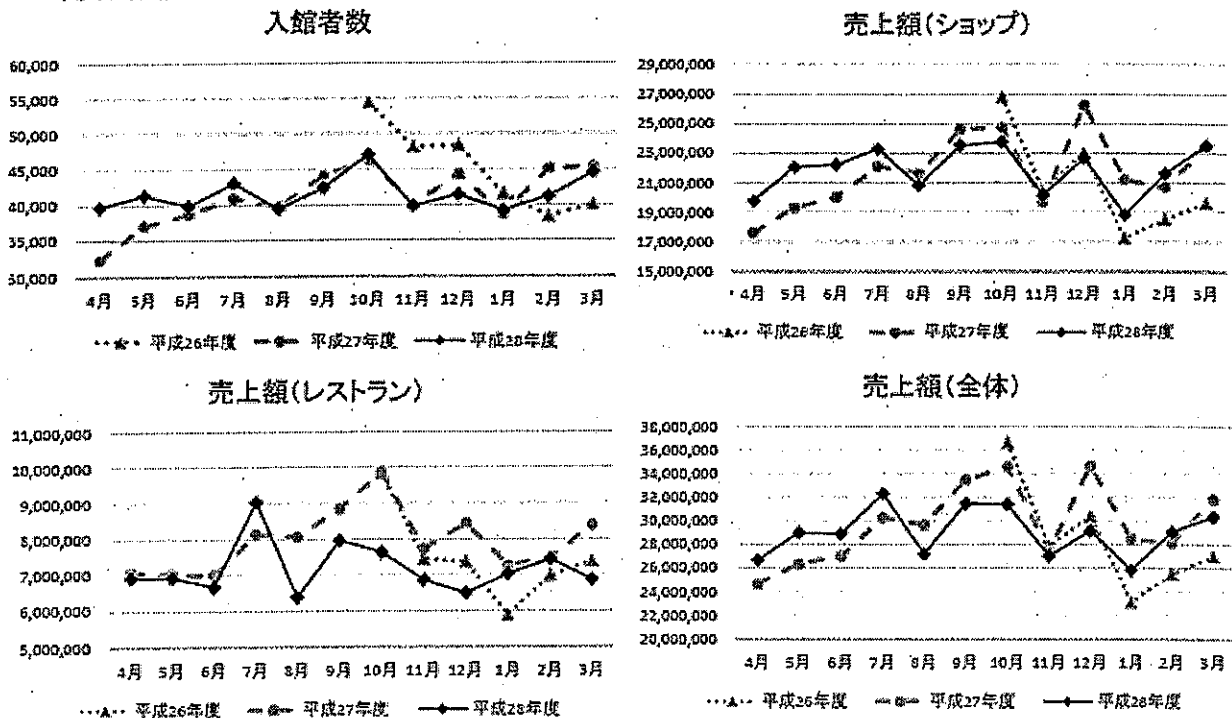 入館者数
60,000
55,000
50,000
45,000
40,000
35,000
30,000
4月 5月 6月 7月 8月 9月 10月 11月 12月 1月 2月 3月
平成26年度 平成27年度 平成28年度
売上額(ショップ)
29,000,000
27,000,000
25,000,000
23,000,000
21,000,000
19,000,000
17,000,000
15,000,000
4月 5月 6月 7月 8月 9月 10月 11月 12月 1月 2月 3月
平成26年度 平成27年度 平成28年度
売上額(レストラン)
11,000,000
10,000,000
9,000,000
8,000,000
7,000,000
6,000,000
5,000,000
4月 5月 6月 7月 8月 9月 10月 11月 12月 1月 2月 3月
平成26年度 平成27年度 平成28年度
売上額(全体)
38,000,000
36,000,000
34,000,000
32,000,000
30,000,000
28,000,000
26,000,000
24,000,000
22,000,000
20,000,000
4月 5月 6月 7月 8月 9月 10月 11月 12月 1月 2月 3月
平成26年度 平成27年度 平成28年度